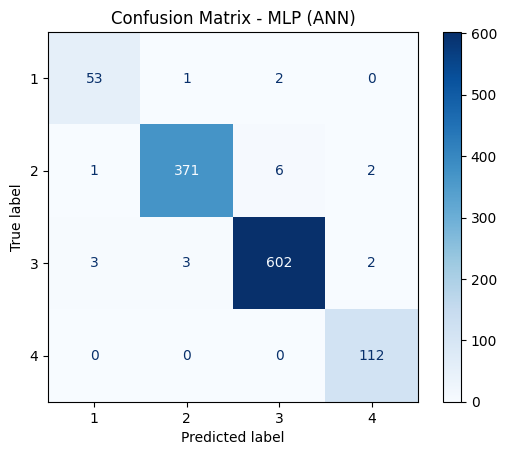 Confusion Matrix - MLP (ANN)
True label
1 53 1 2 0
2 1 371 6 2
3 3 3 602 2
4 0 0 0 112
1 2 3 4
Predicted label
600
500
400
300
200
100
0